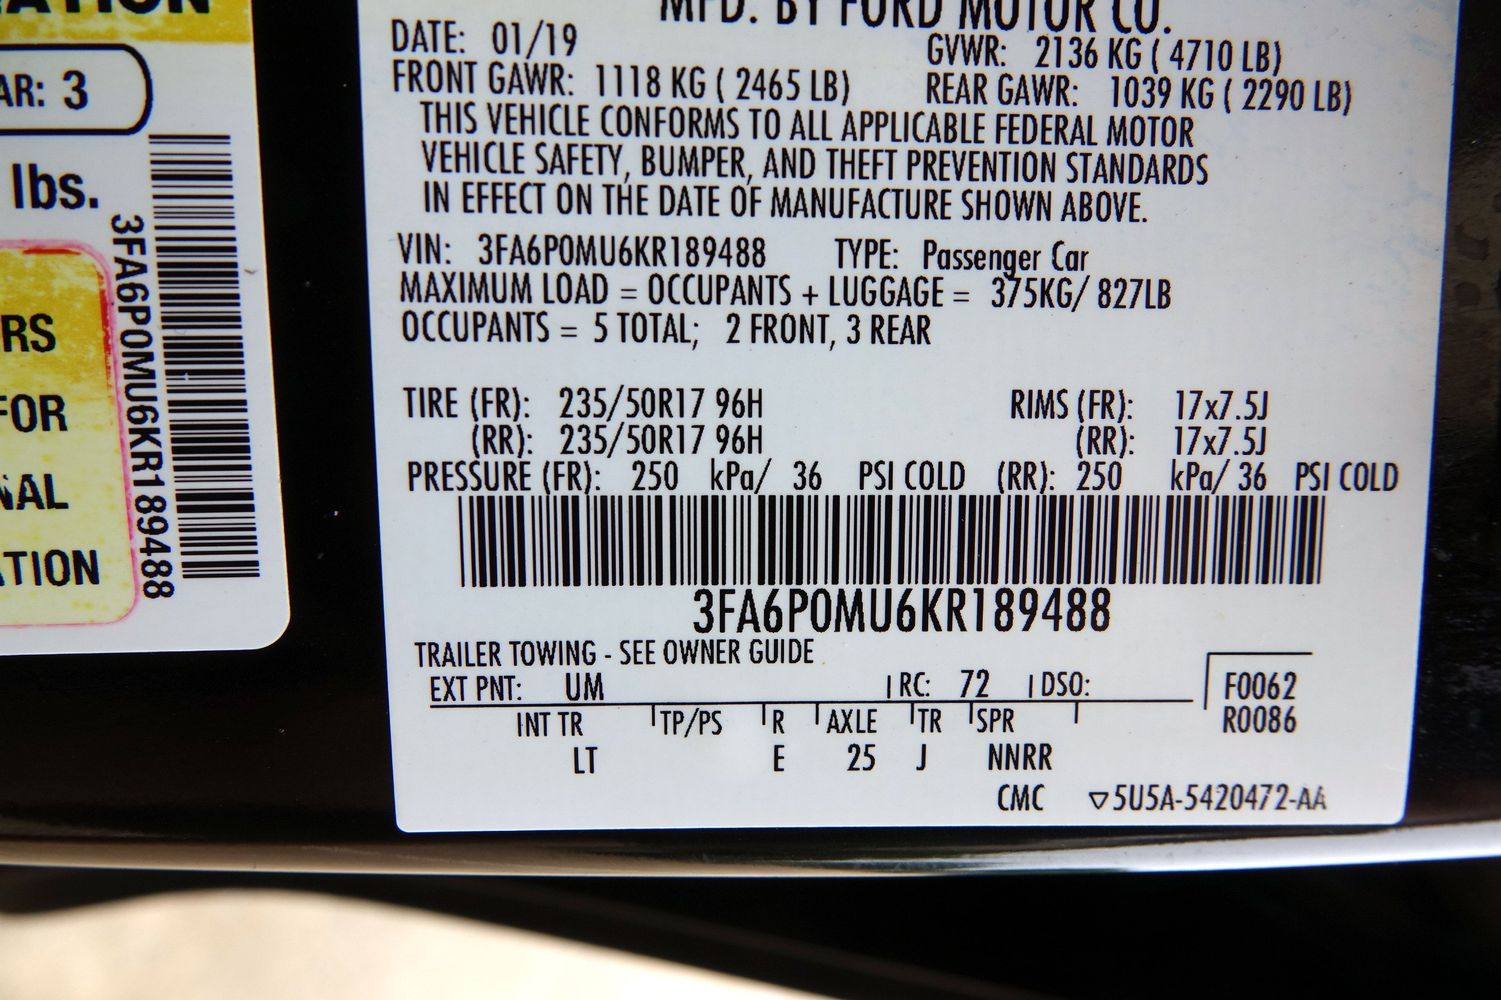 AR: 3
lbs.
RS
FOR
NAL
ATION
3FA6P0MU6KR189488
MFD. BY FORD MOTOR CO.
DATE: 01/19 GVWR: 2136 KG ( 4710 LB)
FRONT GAWR: 1118 KG ( 2465 LB) REAR GAWR: 1039 KG ( 2290 LB)
THIS VEHICLE CONFORMS TO ALL APPLICABLE FEDERAL MOTOR
VEHICLE SAFETY, BUMPER, AND THEFT PREVENTION STANDARDS
IN EFFECT ON THE DATE OF MANUFACTURE SHOWN ABOVE.
VIN: 3FA6P0MU6KR189488 TYPE: Passenger Car
MAXIMUM LOAD = OCCUPANTS + LUGGAGE = 375KG/ 827LB
OCCUPANTS = 5 TOTAL; 2 FRONT, 3 REAR
TIRE (FR): 235/50R17 96H RIMS (FR): 17x7.5J
(RR): 235/50R17 96H (RR): 17x7.5J
PRESSURE (FR): 250 kPa/ 36 PSI COLD (RR): 250 kPa/ 36 PSI COLD
3FA6P0MU6KR189488
TRAILER TOWING - SEE OWNER GUIDE
EXT PNT: UM RC: 72 DSO: F0062
INT TR TP/PS R AXLE TR SPR R0086
LT E 25 J NNRR
CMC ▽5U5A-5420472-AA